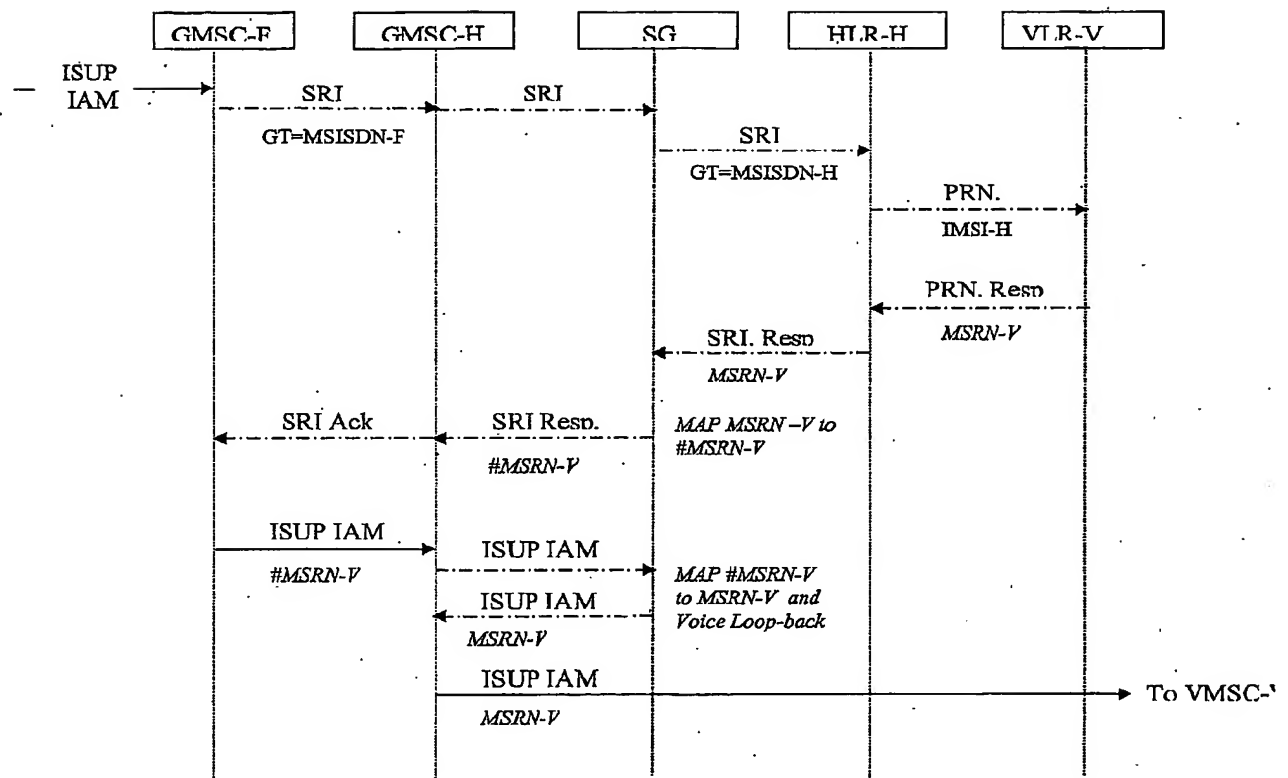 GMSC-F GMSC-H SG HLR-H VLR-V
ISUP
IAM
SRI SRI
GT=MSISDN-F
SRI
GT=MSISDN-H
PRN.
IMSI-H
PRN. Resp
MSRN-V
SRI. Resp
MSRN-V
SRI Ack SRI Resp.
#MSRN-V
MAP MSRN –V to
#MSRN-V
ISUP IAM
#MSRN-V
ISUP IAM
MAP #MSRN-V
to MSRN-V and
Voice Loop-back
ISUP IAM
MSRN-V
ISUP IAM
MSRN-V
To VMSC-